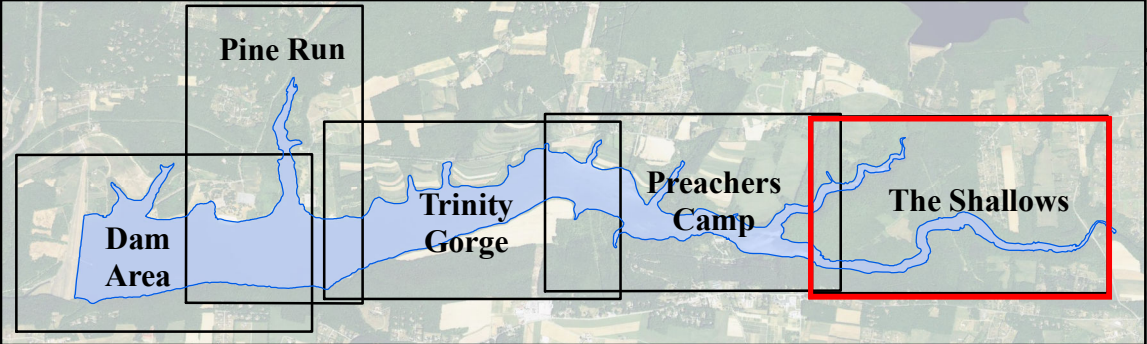 Pine Run
Dam
Area
Trinity
Gorge
Preachers
Camp
The Shallows